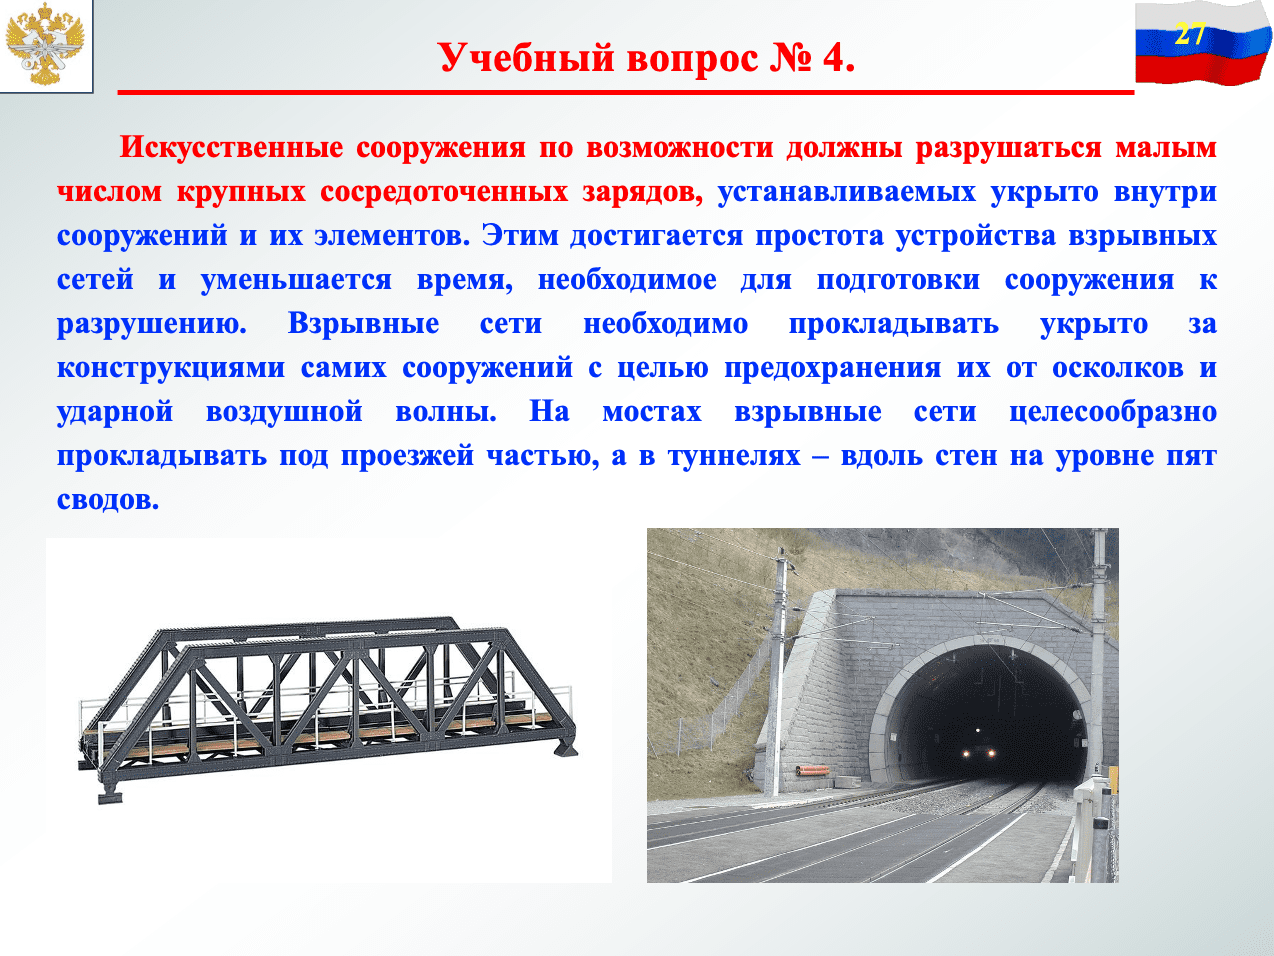 27
Учебный вопрос № 4.
Искусственные сооружения по возможности должны разрушаться малым
числом крупных сосредоточенных зарядов, устанавливаемых укрыто внутри
сооружений и их элементов. Этим достигается простота устройства взрывных
сетей и уменьшается время, необходимое для подготовки сооружения к
разрушению. Взрывные сети необходимо прокладывать укрыто за
конструкциями самих сооружений с целью предохранения их от осколков и
ударной воздушной волны. На мостах взрывные сети целесообразно
прокладывать под проезжей частью, а в туннелях – вдоль стен на уровне пят
сводов.